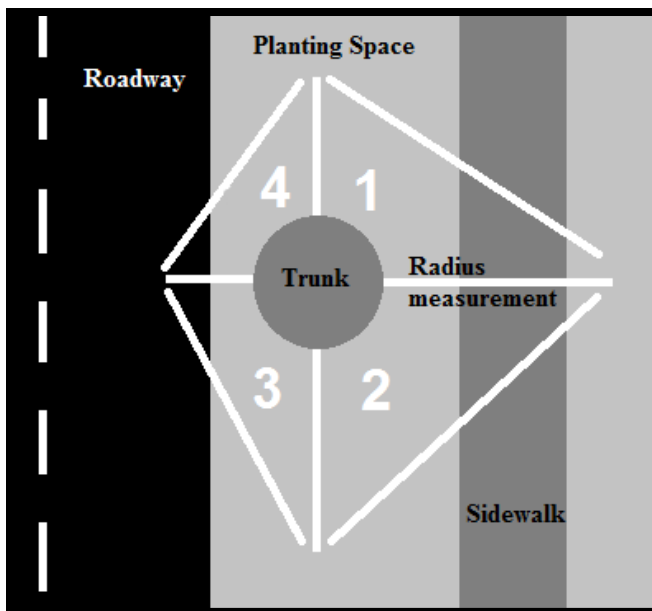 Planting Space
Roadway
4 1
Trunk
Radius
measurement
3 2
Sidewalk